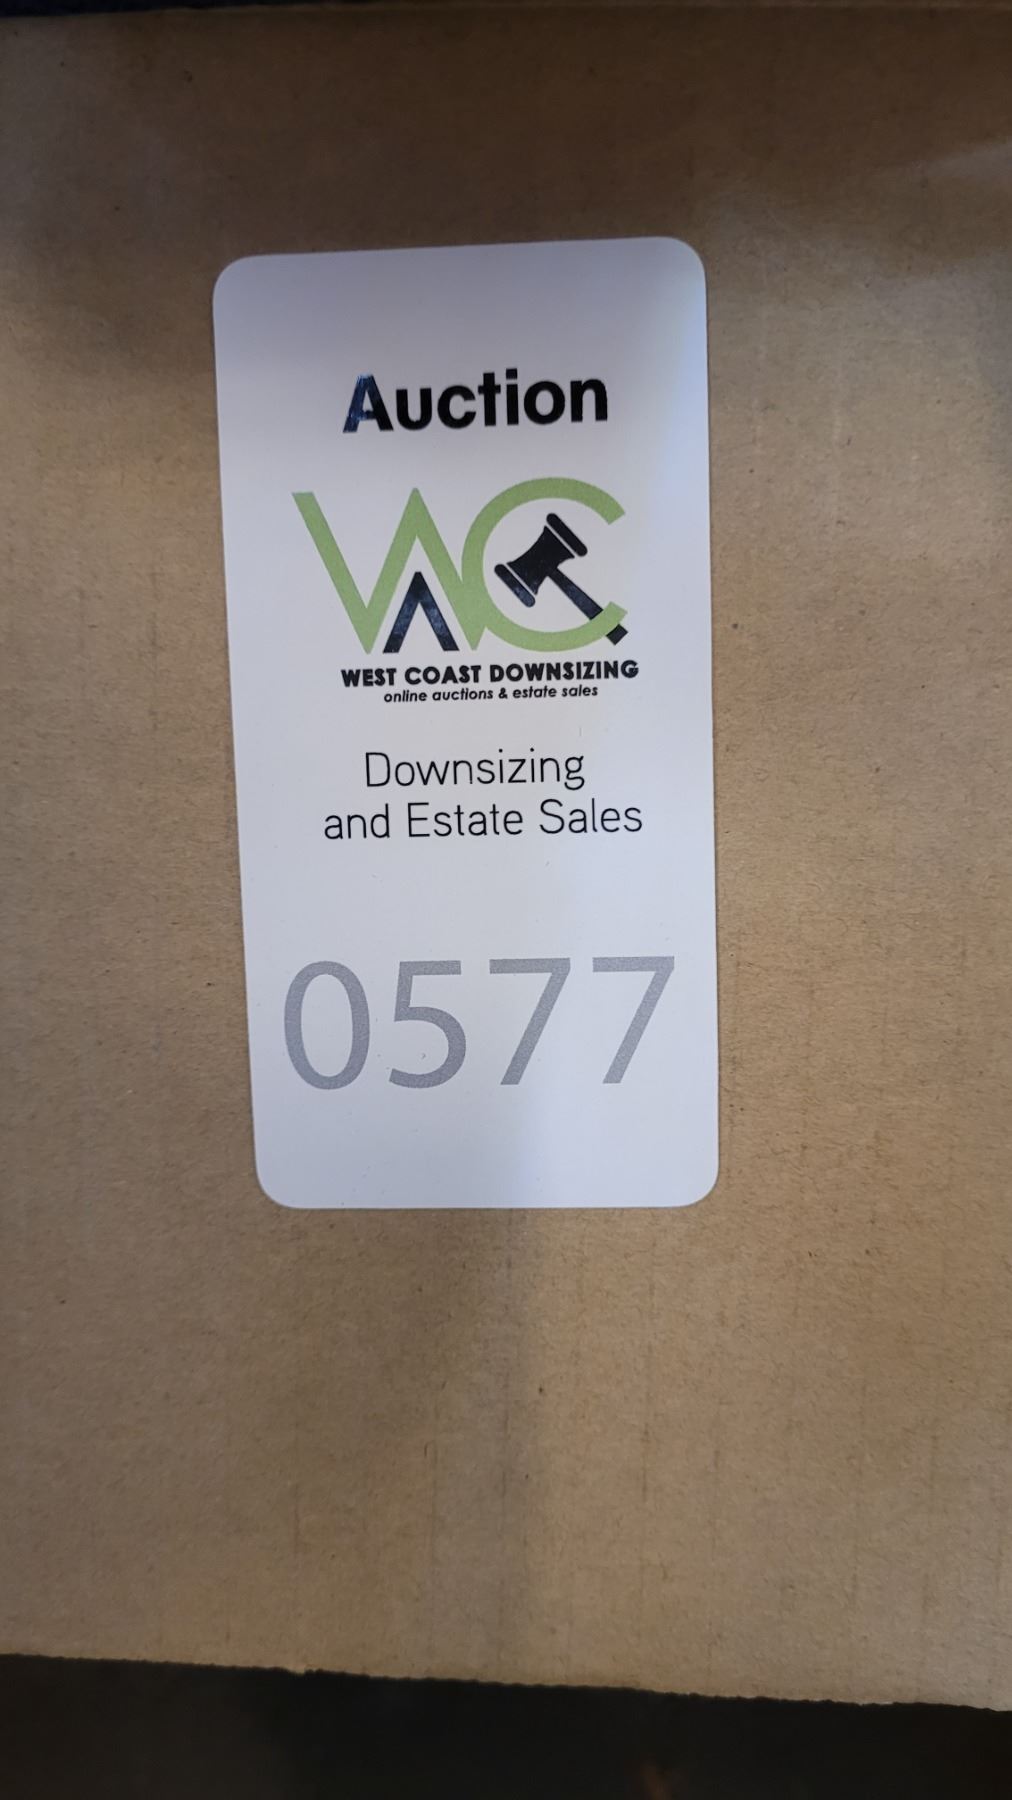 Auction
WC
WEST COAST DOWNSIZING
online auctions & estate sales
Downsizing
and Estate Sales
0577